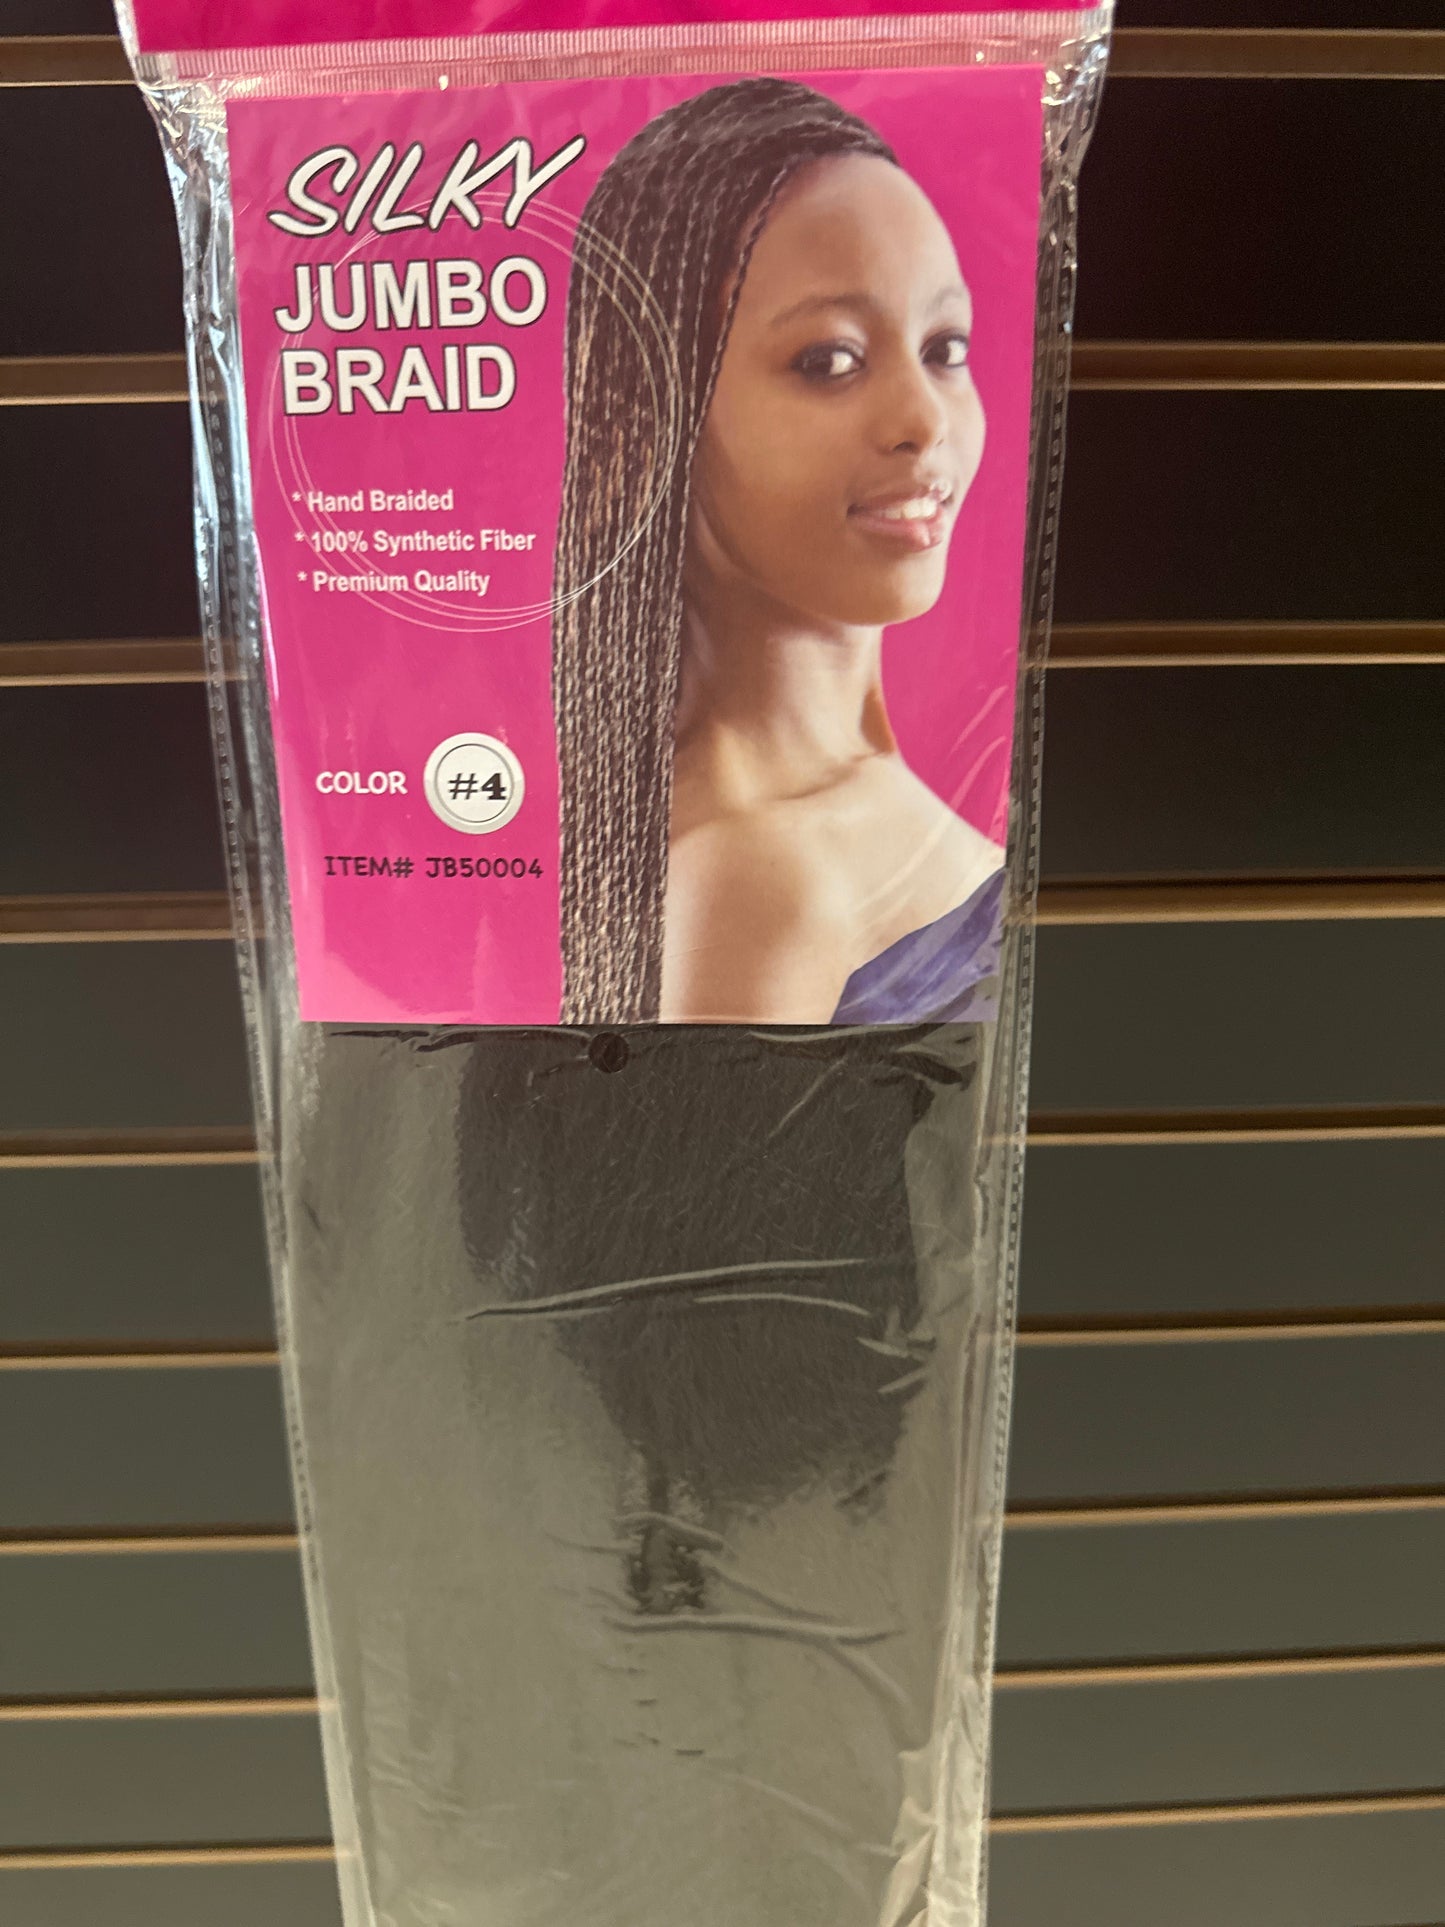 SILKY
JUMBO
BRAID
* Hand Braided
* 100% Synthetic Fiber
* Premium Quality
COLOR #4
ITEM# JB50004